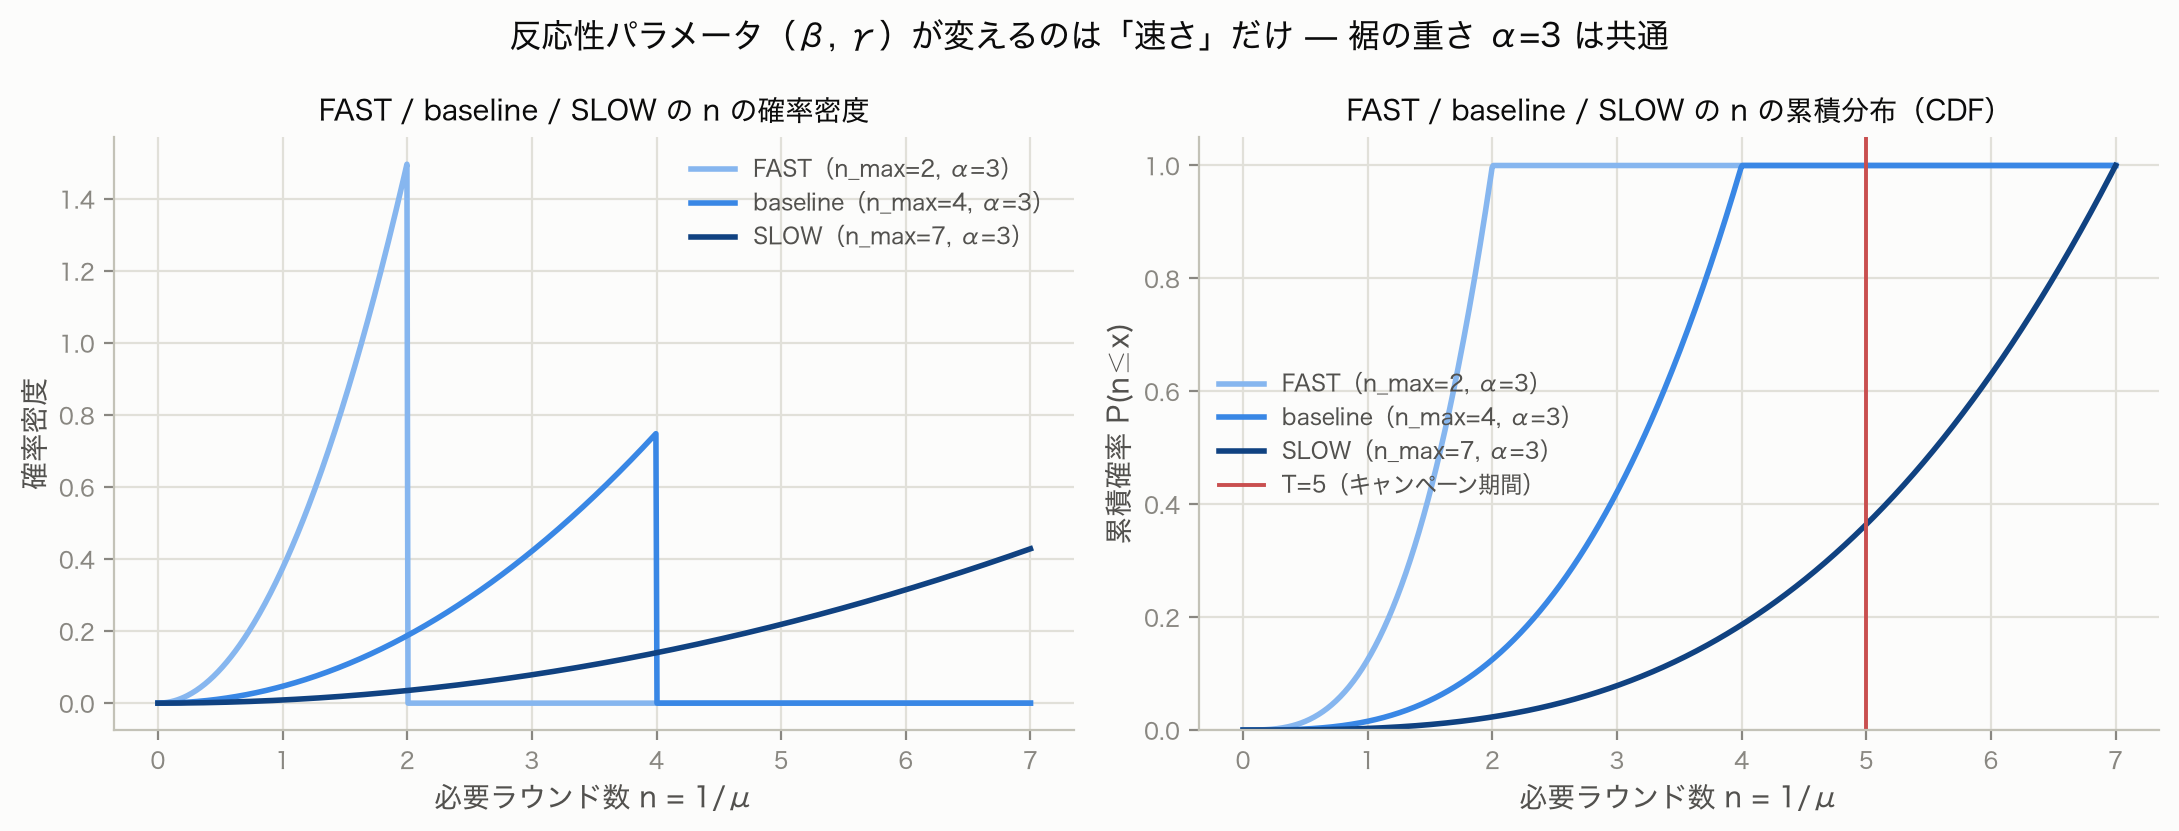 反応性パラメータ（β, γ）が変えるのは「速さ」だけ — 裾の重さ α=3 は共通
FAST / baseline / SLOW の n の確率密度
確率密度
1.4
1.2
1.0
0.8
0.6
0.4
0.2
0.0
FAST（n_max=2, α=3）
baseline（n_max=4, α=3）
SLOW（n_max=7, α=3）
0 1 2 3 4 5 6 7
必要ラウンド数 n = 1/μ
FAST / baseline / SLOW の n の累積分布（CDF）
累積確率 P(n≤x)
1.0
0.8
0.6
0.4
0.2
0.0
FAST（n_max=2, α=3）
baseline（n_max=4, α=3）
SLOW（n_max=7, α=3）
T=5（キャンペーン期間）
0 1 2 3 4 5 6 7
必要ラウンド数 n = 1/μ